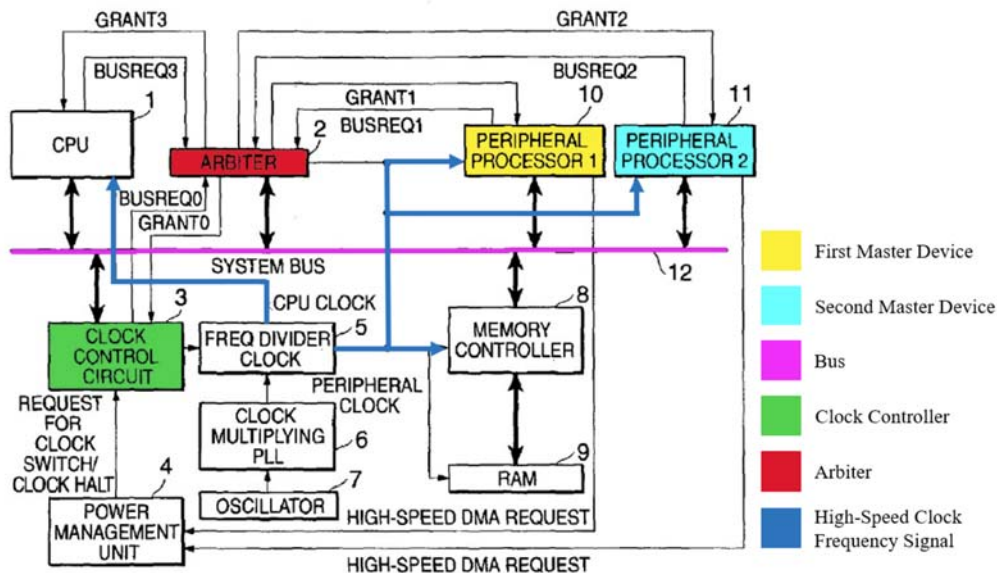 GRANT3
GRANT2
BUSREQ3
BUSREQ2
GRANT1
BUSREQ1
1
2
10
11
CPU
ARBITER
PERIPHERAL
PROCESSOR 1
PERIPHERAL
PROCESSOR 2
BUSREQ0
GRANT0
SYSTEM BUS
12
CPU CLOCK
3
5
8
CLOCK
CONTROL
CIRCUIT
FREQ DIVIDER
CLOCK
MEMORY
CONTROLLER
PERIPHERAL
CLOCK
REQUEST
FOR
CLOCK
SWITCH/
CLOCK HALT
CLOCK
MULTIPLYING
PLL
6
4
7
9
OSCILLATOR
RAM
POWER
MANAGEMENT
UNIT
HIGH-SPEED DMA REQUEST
HIGH-SPEED DMA REQUEST
First Master Device
Second Master Device
Bus
Clock Controller
Arbiter
High-Speed Clock
Frequency Signal